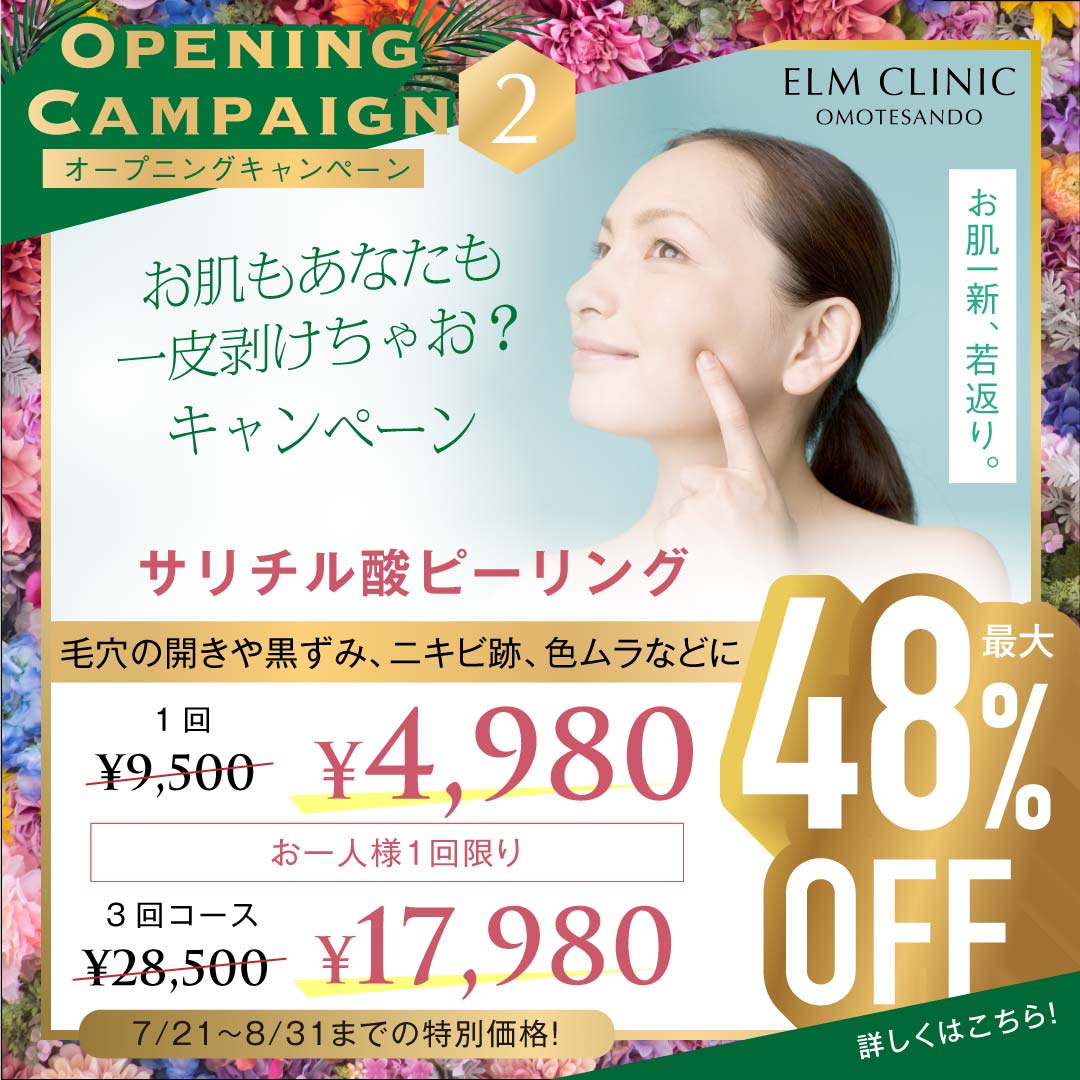 OPENING
CAMPAIGN
2
オープニングキャンペーン
ELM CLINIC
OMOTESANDO
お肌一新、若返り。
お肌もあなたも
一皮剥けちゃお?
キャンペーン
サリチル酸ピーリング
毛穴の開きや黒ずみ、ニキビ跡、色ムラなどに
1回
¥9,500
¥4,980
お一人様1回限り
3回コース
¥28,500
¥17,980
最大
48%
OFF
7/21~8/31までの特別価格!
詳しくはこちら!